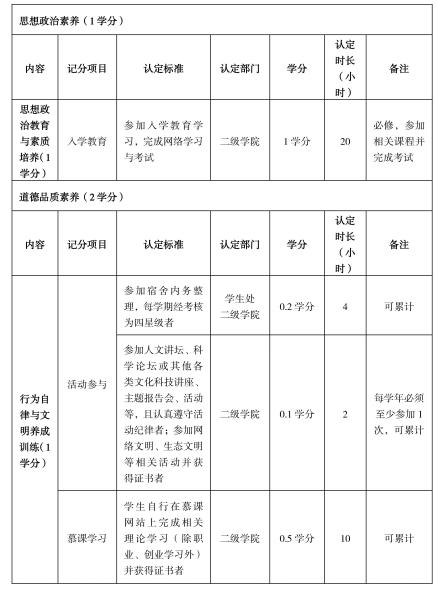 思想政治素养（1学分）
内容
记分项目
认定标准
认定部门
学分
认定
时长
（小
时）
备注
思想政
治教育
与素质
培养（1
学分）
入学教育
参加入学教育学
习，完成网络学习
与考试
二级学院
1学分
20
必修，参加
相关课程并
完成考试
道德品质素养（2学分）
内容
记分项目
认定标准
认定部门
学分
认定
时长
（小
时）
备注
行为自
律与文
明养成
训练（1
学分）
活动参与
参加宿舍内务整
理，每学期经考核
为四星级者
学生处
二级学院
0.2学分
4
可累计
参加人文讲坛、科
学论坛或其他各
类文化科技讲座、
主题报告会、活动
等，且认真遵守活
动纪律者；参加网
络文明、生态文明
等相关活动并获
得证书者
二级学院
0.1学分
2
每学年必须
至少参加1
次，可累计
慕课学习
学生自行在慕课
网站上完成相关
理论学习（除职
业、创业学习外）
并获得证书者
二级学院
0.5学分
10
可累计